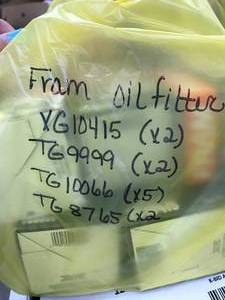 Fram oil filter
XG10415 (x2)
TG9999 (x2)
TG10066 (x5)
TG8765 (x2